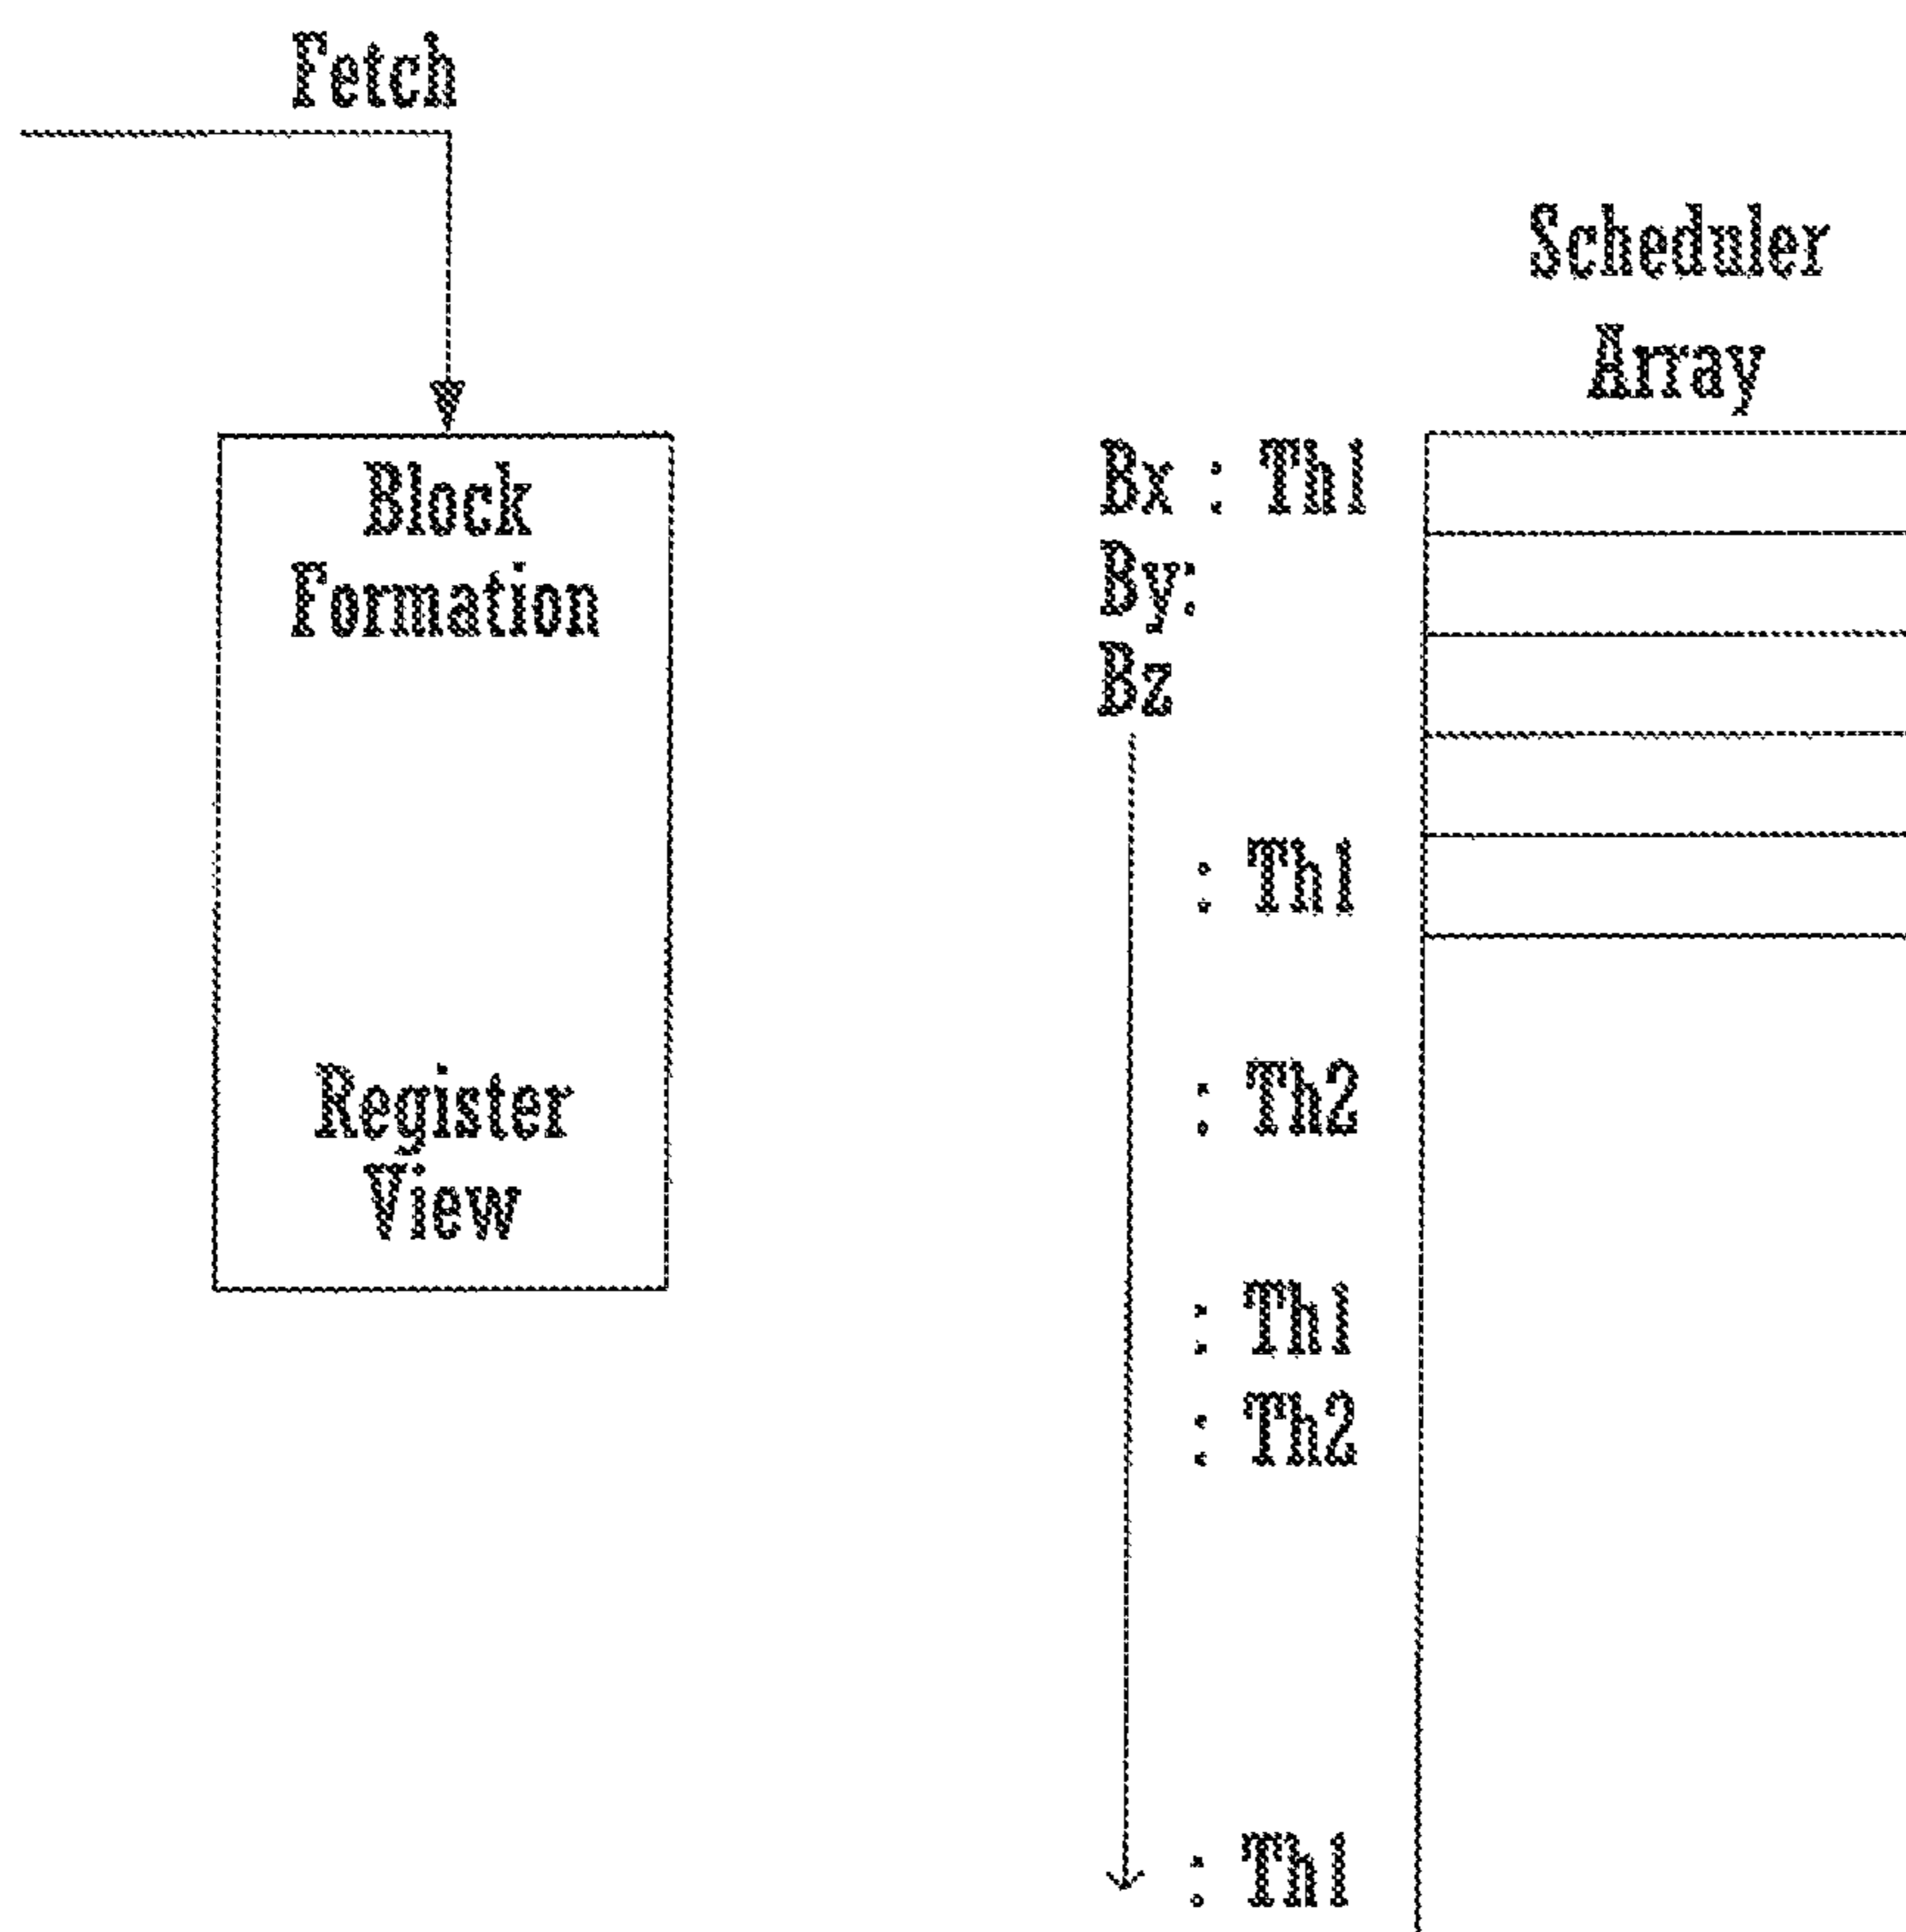 Fetch
Block
Formation
Register
View
Scheduler
Array
Bx : Th1
By:
Bz
: Th1
: Th2
: Th1
: Th2
: Th1